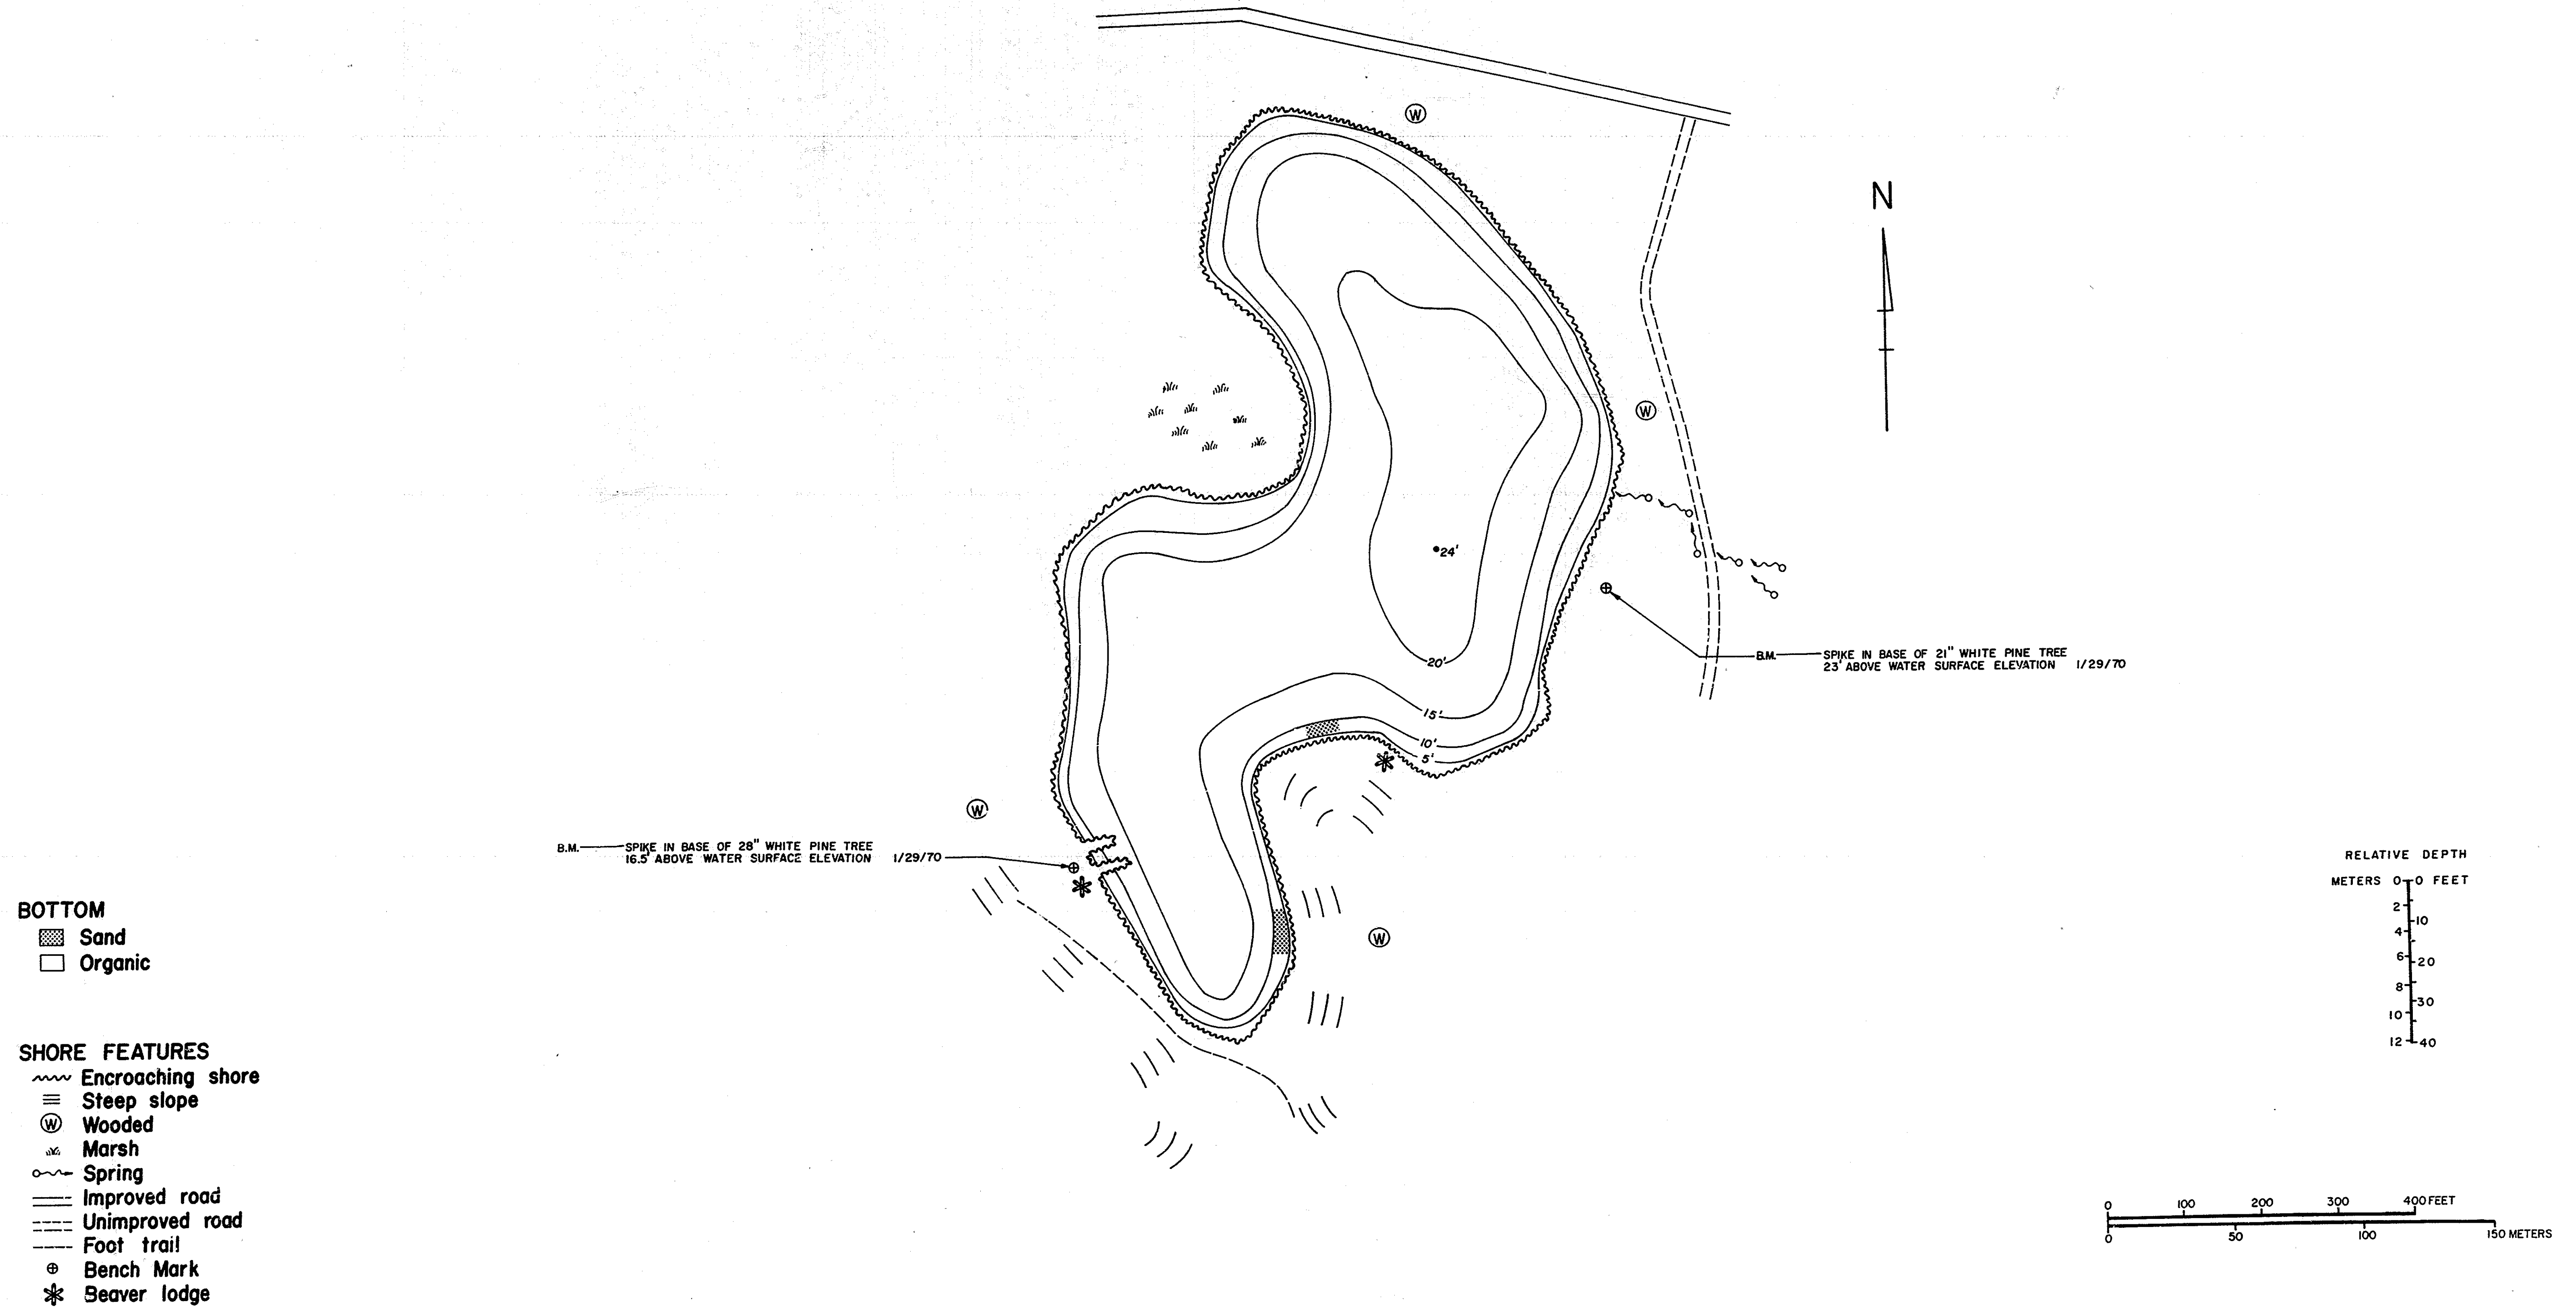 W
N
W
24'
20'
B.M. SPIKE IN BASE OF 21" WHITE PINE TREE
23' ABOVE WATER SURFACE ELEVATION 1/29/70
15'
10'
5'
W
B.M. SPIKE IN BASE OF 28" WHITE PINE TREE
16.5' ABOVE WATER SURFACE ELEVATION 1/29/70
W
BOTTOM
Sand
Organic
SHORE FEATURES
Encroaching shore
Steep slope
W Wooded
Marsh
Spring
Improved road
Unimproved road
Foot trail
Bench Mark
Beaver lodge
RELATIVE DEPTH
METERS 0 0 FEET
2
10
4
6
20
8
30
10
12 40
0 100 200 300 400 FEET
0 50 100 150 METERS